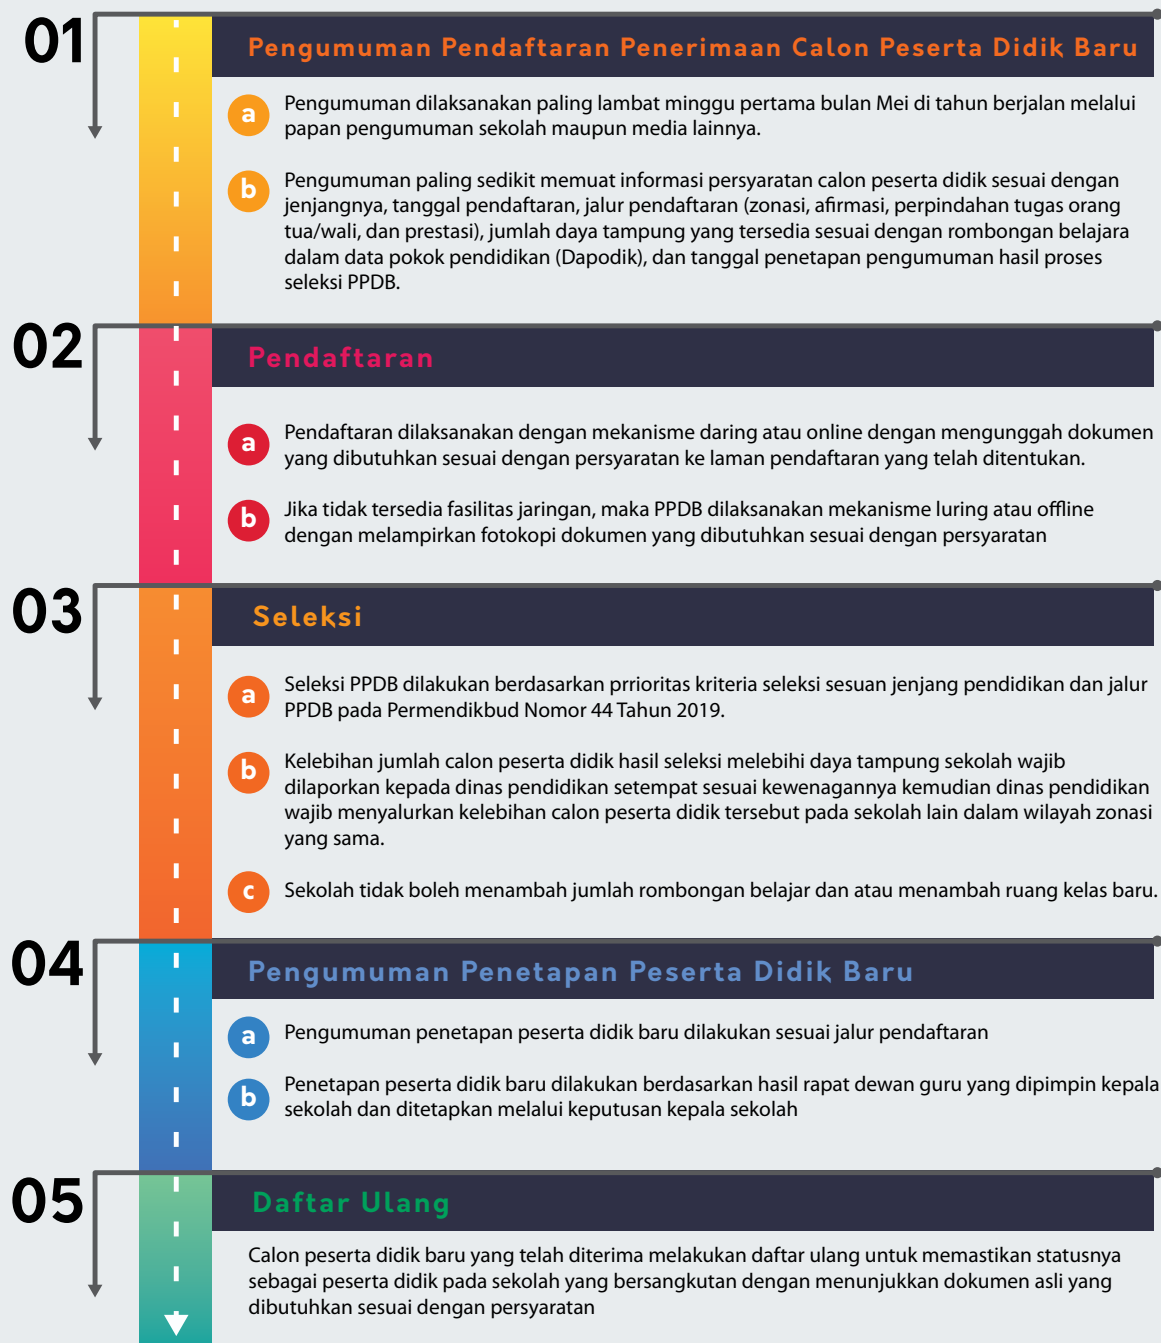 01
Pengumuman Pendaftaran Penerimaan Calon Peserta Didik Baru
a
Pengumuman dilaksanakan paling lambat minggu pertama bulan Mei di tahun berjalan melalui
papan pengumuman sekolah maupun media lainnya.
b
Pengumuman paling sedikit memuat informasi persyaratan calon peserta didik sesuai dengan
jenjangnya, tanggal pendaftaran, jalur pendaftaran (zonasi, afirmasi, perpindahan tugas orang
tua/wali, dan prestasi), jumlah daya tampung yang tersedia sesuai dengan rombongan belajara
dalam data pokok pendidikan (Dapodik), dan tanggal penetapan pengumuman hasil proses
seleksi PPDB.
02
Pendaftaran
a
Pendaftaran dilaksanakan dengan mekanisme daring atau online dengan mengunggah dokumen
yang dibutuhkan sesuai dengan persyaratan ke laman pendaftaran yang telah ditentukan.
b
Jika tidak tersedia fasilitas jaringan, maka PPDB dilaksanakan mekanisme luring atau offline
dengan melampirkan fotokopi dokumen yang dibutuhkan sesuai dengan persyaratan
03
Seleksi
a
Seleksi PPDB dilakukan berdasarkan prrioritas kriteria seleksi sesuan jenjang pendidikan dan jalur
PPDB pada Permendikbud Nomor 44 Tahun 2019.
b
Kelebihan jumlah calon peserta didik hasil seleksi melebihi daya tampung sekolah wajib
dilaporkan kepada dinas pendidikan setempat sesuai kewenagannya kemudian dinas pendidikan
wajib menyalurkan kelebihan calon peserta didik tersebut pada sekolah lain dalam wilayah zonasi
yang sama.
c
Sekolah tidak boleh menambah jumlah rombongan belajar dan atau menambah ruang kelas baru.
04
Pengumuman Penetapan Peserta Didik Baru
a
Pengumuman penetapan peserta didik baru dilakukan sesuai jalur pendaftaran
b
Penetapan peserta didik baru dilakukan berdasarkan hasil rapat dewan guru yang dipimpin kepala
sekolah dan ditetapkan melalui keputusan kepala sekolah
05
Daftar Ulang
Calon peserta didik baru yang telah diterima melakukan daftar ulang untuk memastikan statusnya
sebagai peserta didik pada sekolah yang bersangkutan dengan menunjukkan dokumen asli yang
dibutuhkan sesuai dengan persyaratan